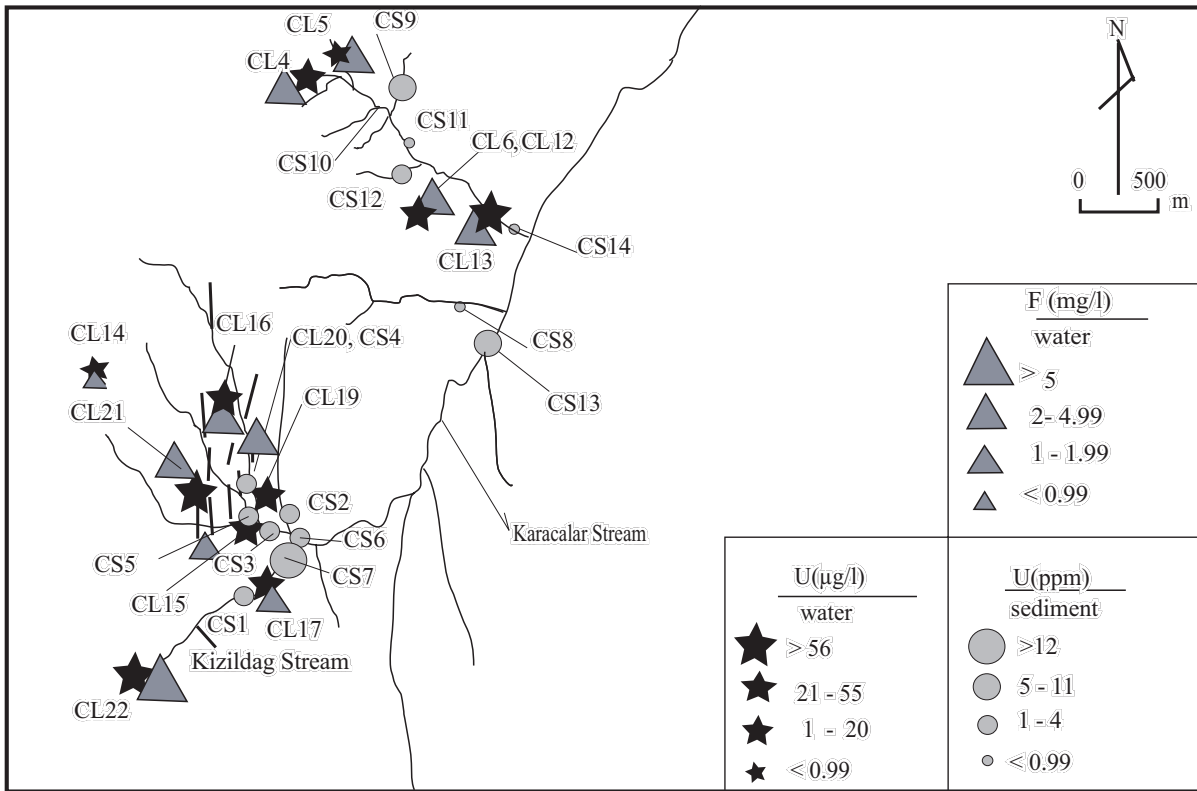 CL5
CS9
N
CL4
CS11
CL6, CL12
CS10
CS12
0 500
m
CS14
CL13
CL14
CL16
CL20, CS4
CS8
F (mg/l)
water
> 5
2- 4.99
1 - 1.99
< 0.99
CL19
CS13
CL21
CS2
CS5
CS3
CS6
Karacalar Stream
CS7
CL15
CS1
CL17
Kizildag Stream
CL22
U(µg/l)
water
> 56
21 - 55
1 - 20
< 0.99
U(ppm)
sediment
>12
5 - 11
1 - 4
< 0.99